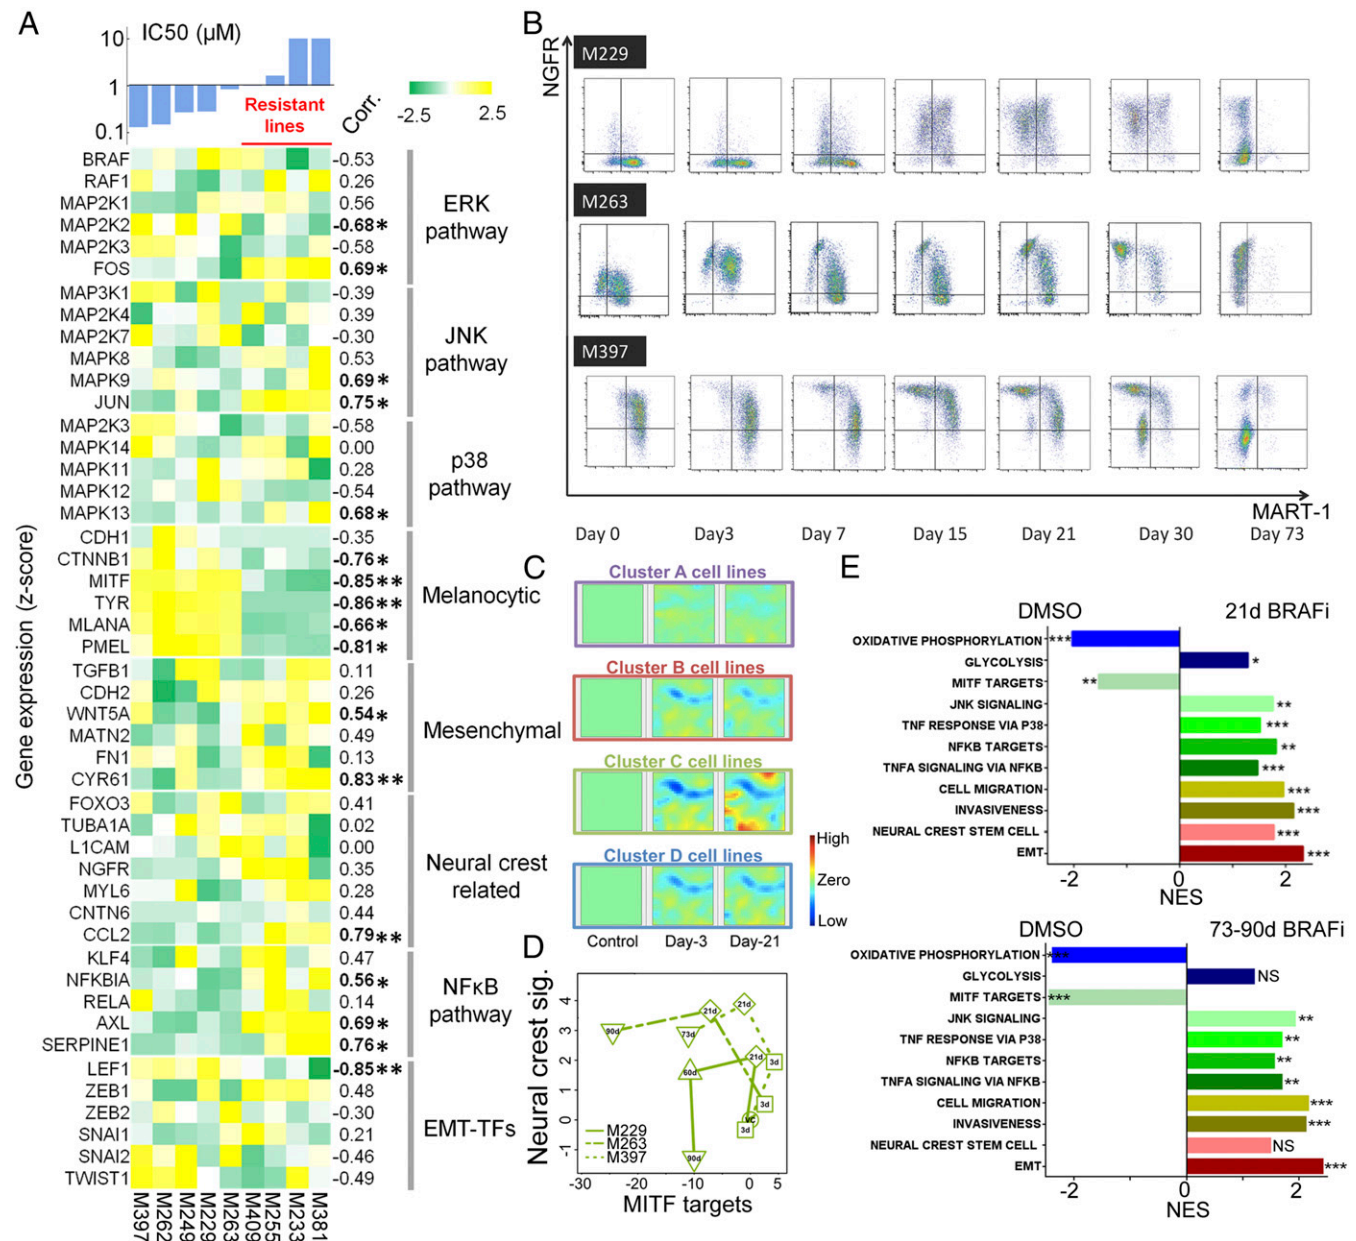 A
IC50 (µM)
10
1
0.1
Resistant
lines
Corr.
-2.5
2.5
Gene expression (z-score)
BRAF -0.53
RAF1 0.26
MAP2K1 0.56
MAP2K2 -0.68*
MAP2K3 -0.58
FOS 0.69*
ERK
pathway
MAP3K1 -0.39
MAP2K4 0.39
MAP2K7 -0.30
MAPK8 0.53
MAPK9 0.69*
JUN 0.75*
JNK
pathway
MAP2K3 -0.58
MAPK14 0.00
MAPK11 0.28
MAPK12 -0.54
MAPK13 0.68*
p38
pathway
CDH1 -0.35
CTNNB1 -0.76*
MITF -0.85**
TYR -0.86**
MLANA -0.66*
PMEL -0.81*
Melanocytic
TGFB1 0.11
CDH2 0.26
WNT5A 0.54*
MATN2 0.49
FN1 0.13
CYR61 0.83**
Mesenchymal
FOXO3 0.41
TUBA1A 0.02
L1CAM 0.00
NGFR 0.35
MYL6 0.28
CNTN6 0.44
CCL2 0.79**
Neural crest
related
KLF4 0.47
NFKBIA 0.56*
RELA 0.14
AXL 0.69*
SERPINE1 0.76*
NFκB
pathway
LEF1 -0.85**
ZEB1 0.48
ZEB2 -0.30
SNAI1 0.21
SNAI2 -0.46
TWIST1 -0.49
EMT-TFs
M397 M262 M249 M229 M263 M409 M255 M233 M381
B
NGFR
M229
M263
M397
MART-1
Day 0 Day3 Day 7 Day 15 Day 21 Day 30 Day 73
C
Cluster A cell lines
Cluster B cell lines
Cluster C cell lines
Cluster D cell lines
Control Day-3 Day-21
High
Zero
Low
D
Neural crest sig.
4
3
2
1
0
-1
90d
21d
73d
21d
60d
21d
3d
3d
VC
3d
90d
M229
M263
M397
-30 -20 -10 0 5
MITF targets
E
DMSO 21d BRAFi
OXIDATIVE PHOSPHORYLATION ***
GLYCOLYSIS *
MITF TARGETS **
JNK SIGNALING **
TNF RESPONSE VIA P38 ***
NFKB TARGETS **
TNFA SIGNALING VIA NFKB ***
CELL MIGRATION ***
INVASIVENESS ***
NEURAL CREST STEM CELL ***
EMT ***
-2 0 2
NES
DMSO 73-90d BRAFi
OXIDATIVE PHOSPHORYLATION ***
GLYCOLYSIS NS
MITF TARGETS ***
JNK SIGNALING **
TNF RESPONSE VIA P38 **
NFKB TARGETS **
TNFA SIGNALING VIA NFKB **
CELL MIGRATION ***
INVASIVENESS ***
NEURAL CREST STEM CELL NS
EMT ***
-2 0 2
NES